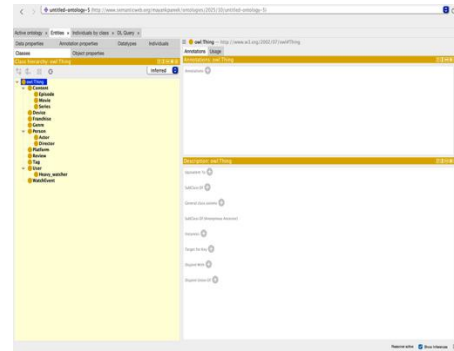 untitled-ontology-5 (http://www.semanticweb.org/mayankpareek/ontologies/2025/10/untitled-ontology-5)
Active ontology x Entities x Individuals by class x DL Query x
Data properties Annotation properties Datatypes Individuals
Classes Object properties
Class hierarchy: owl:Thing
Inferred
owl:Thing
Content
Episode
Movie
Series
Device
Franchise
Genre
Person
Actor
Director
Platform
Review
Tag
User
Heavy_watcher
WatchEvent
owl:Thing — http://www.w3.org/2002/07/owl#Thing
Annotations Usage
Annotations: owl:Thing
Annotations
Description: owl:Thing
Equivalent To
SubClass Of
General class axioms
SubClass Of (Anonymous Ancestor)
Instances
Target for Key
Disjoint With
Disjoint Union Of
Reasoner active Show Inferences